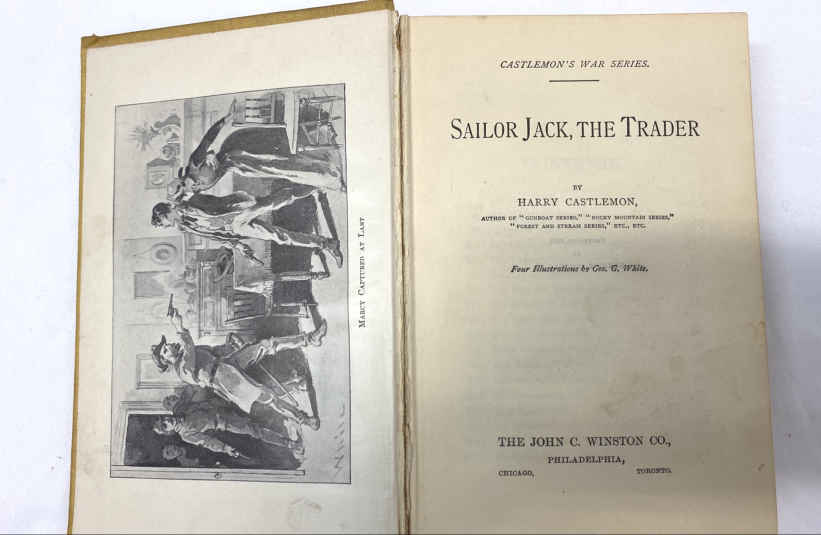 MARCY CAPTURED AT LAST
CASTLEMON'S WAR SERIES.
SAILOR JACK, THE TRADER
BY
HARRY CASTLEMON,
AUTHOR OF "GUNBOAT SERIES," "ROCKY MOUNTAIN SERIES,"
"FOREST AND STREAM SERIES," ETC., ETC.
Four Illustrations by Geo. G. White.
THE JOHN C. WINSTON CO.,
PHILADELPHIA,
CHICAGO, TORONTO.